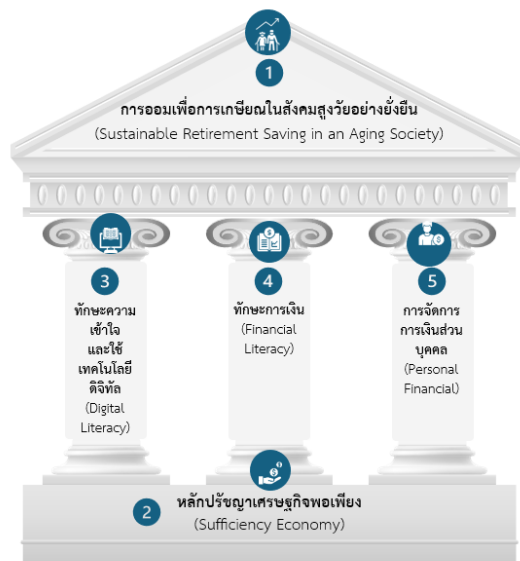 1
การออมเพื่อการเกษียณในสังคมสูงวัยอย่างยั่งยืน
(Sustainable Retirement Saving in an Aging Society)
3
ทักษะความ
เข้าใจ
และใช้
เทคโนโลยี
ดิจิทัล
(Digital
Literacy)
4
ทักษะการเงิน
(Financial
Literacy)
5
การจัดการ
การเงินส่วน
บุคคล
(Personal
Financial)
2
หลักปรัชญาเศรษฐกิจพอเพียง
(Sufficiency Economy)